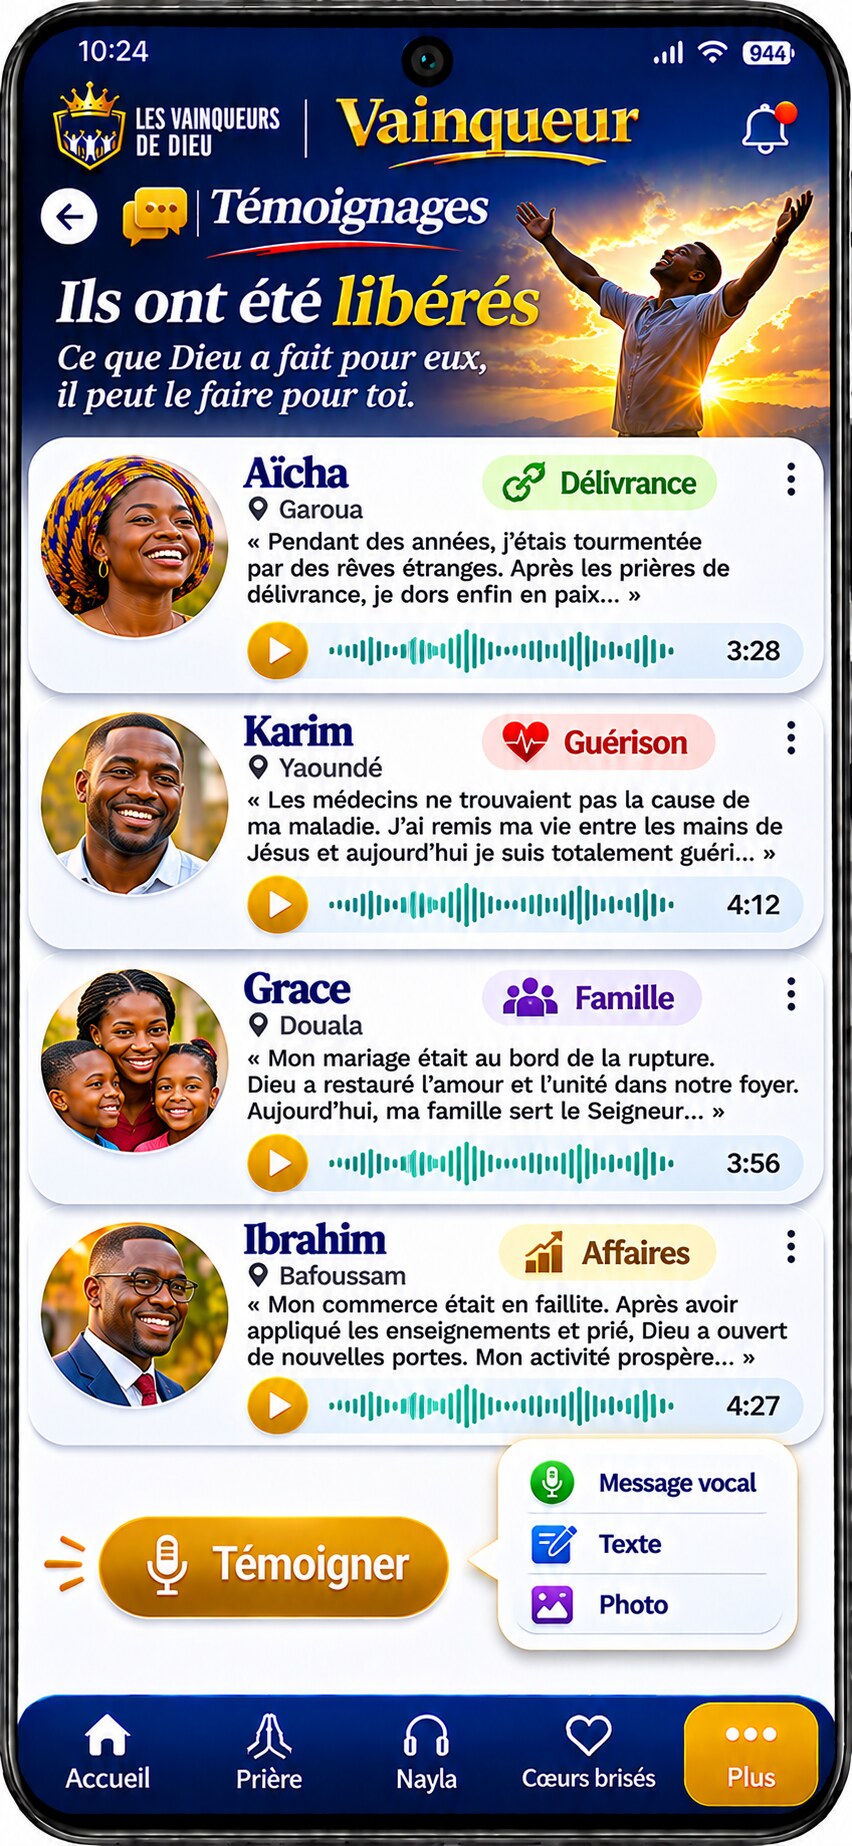 10:24
944
LES VAINQUEURS
DE DIEU
Vainqueur
Témoignages
Ils ont été libérés
Ce que Dieu a fait pour eux,
il peut le faire pour toi.
Aïcha
Délivrance
Garoua
« Pendant des années, j'étais tourmentée
par des rêves étranges. Après les prières de
délivrance, je dors enfin en paix... »
3:28
Karim
Guérison
Yaoundé
« Les médecins ne trouvaient pas la cause de
ma maladie. J'ai remis ma vie entre les mains de
Jésus et aujourd'hui je suis totalement guéri... »
4:12
Grace
Famille
Douala
« Mon mariage était au bord de la rupture.
Dieu a restauré l'amour et l'unité dans notre foyer.
Aujourd'hui, ma famille sert le Seigneur... »
3:56
Ibrahim
Affaires
Bafoussam
« Mon commerce était en faillite. Après avoir
appliqué les enseignements et prié, Dieu a ouvert
de nouvelles portes. Mon activité prospère... »
4:27
Témoigner
Message vocal
Texte
Photo
Accueil
Prière
Nayla
Cœurs brisés
Plus